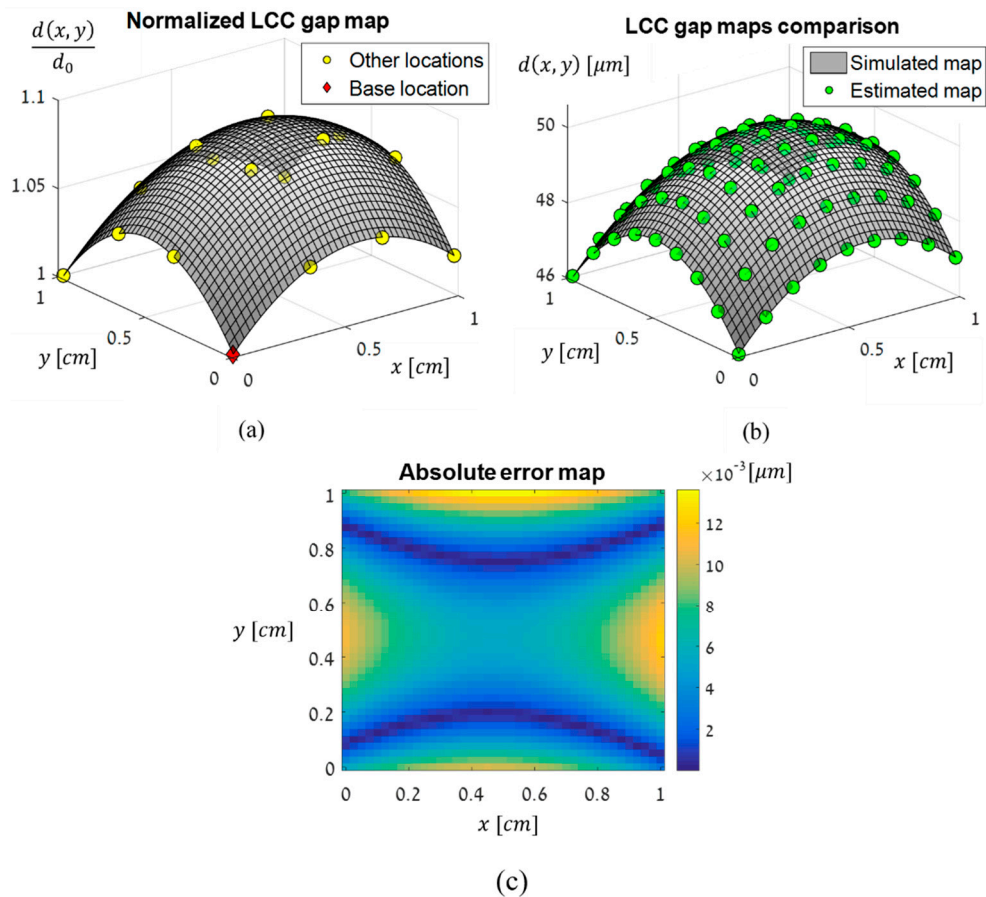 Normalized LCC gap map
d(x, y)
d₀
Other locations
Base location
1.1
1.05
1
1
0.5
0
0
0.5
1
y [cm]
x [cm]
(a)
LCC gap maps comparison
d(x, y) [μm]
Simulated map
Estimated map
50
48
46
1
0.5
0
0
0.5
1
y [cm]
x [cm]
(b)
Absolute error map
×10⁻³ [μm]
1
0.8
0.6
0.4
0.2
0
y [cm]
0
0.2
0.4
0.6
0.8
1
x [cm]
12
10
8
6
4
2
(c)